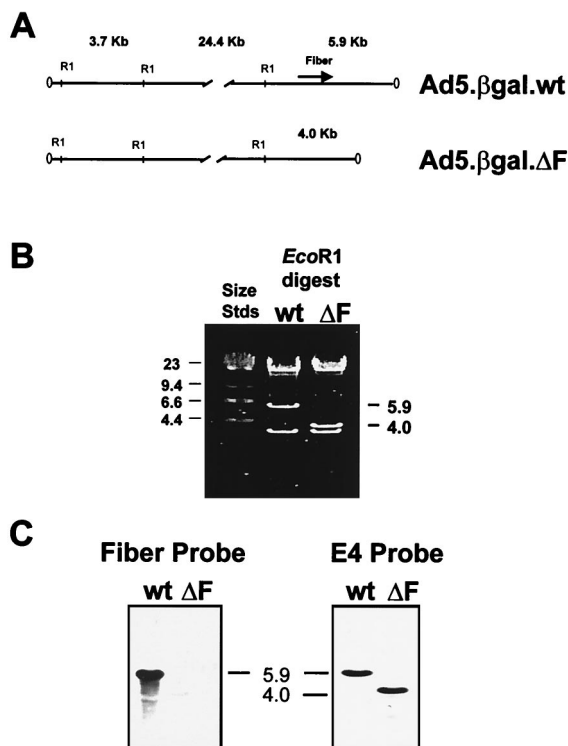 A
3.7 Kb 24.4 Kb 5.9 Kb
R1 R1 R1 Fiber
Ad5.βgal.wt
4.0 Kb
R1 R1 R1
Ad5.βgal.ΔF
B
EcoR1
digest
Size
Stds
wt ΔF
23
9.4
6.6
4.4
5.9
4.0
C
Fiber Probe E4 Probe
wt ΔF wt ΔF
5.9
4.0